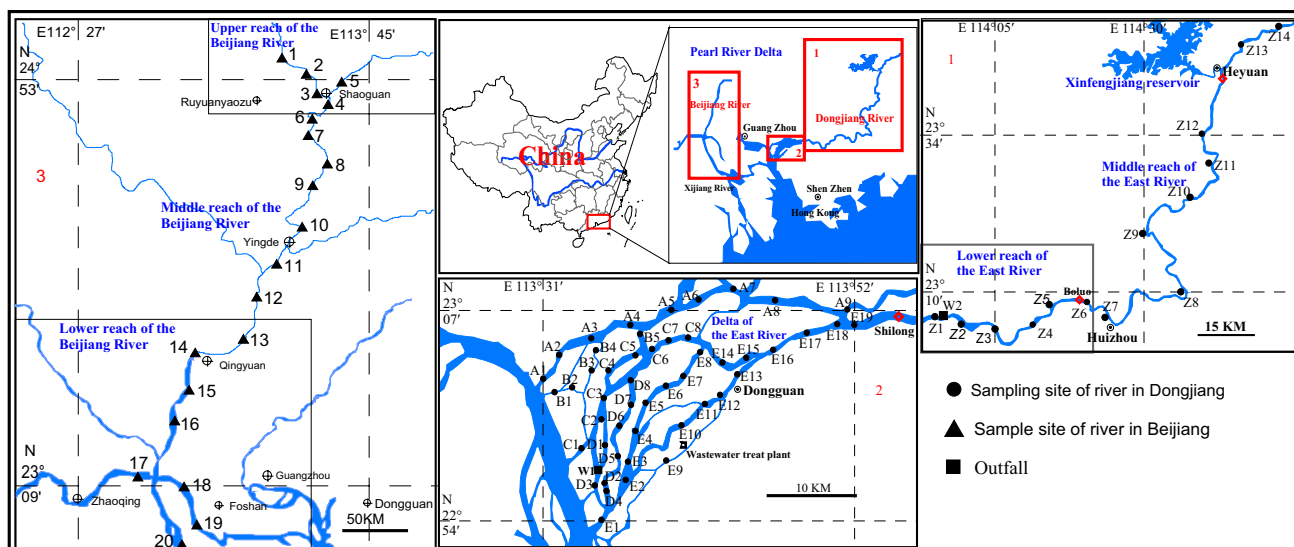 E112° 27′
E113° 45′
N
24°
53′
Upper reach of the
Beijiang River
1
2
3
4
5
Shaoguan
Ruyuanyaozu
6
7
8
9
3
Middle reach of the
Beijiang River
10
Yingde
11
12
13
Lower reach of the
Beijiang River
14
Qingyuan
15
16
17
N
23°
09′
Zhaoqing
18
Guangzhou
Foshan
Dongguan
19
50KM
20
China
Pearl River Delta
1
3
Beijiang River
Dongjiang River
Guang Zhou
2
Xijiang River
Shen Zhen
Hong Kong
E 113°31′
E 113°52′
N
23°
07′
A7
A6
A5
A8
A9
A4
A3
A2
A1
B5
C7
C8
Delta of
the East River
E19
E18
E17
Shilong
B4
B3
C5
C6
C4
B2
B1
E8
E14
E15
E16
E7
E13
D8
E6
Dongguan
C3
D7
E5
E12
E11
2
C2
D6
E4
E10
C1
D1
Wastewater treat plant
D5
E3
E9
W1
D2
D3
D4
E2
10 KM
N
22°
54′
E1
E 114°05′
E 114°30′
Z14
Z13
1
Heyuan
Xinfengjiang reservoir
N
23°
34′
Z12
Middle reach of
the East River
Z11
Z10
Z9
Lower reach of
the East River
N
23°
10′
Boluo
Z8
W2
Z5
Z6
Z7
Z1
Z2
Z3
Z4
Huizhou
15 KM
Sampling site of river in Dongjiang
Sample site of river in Beijiang
Outfall